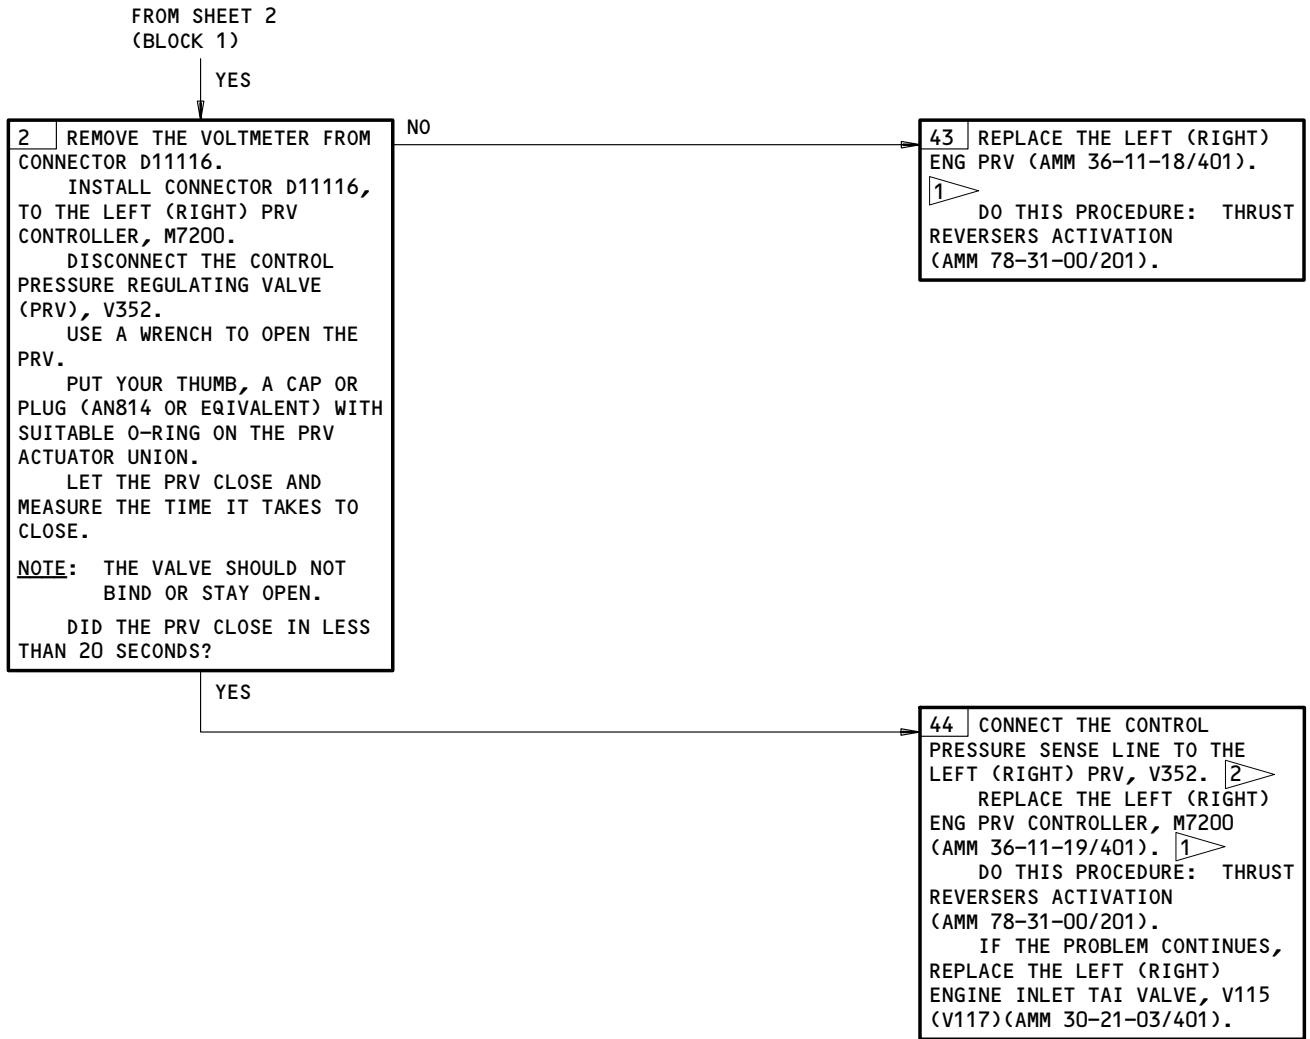 FROM SHEET 2
(BLOCK 1)
YES
2 REMOVE THE VOLTMETER FROM
CONNECTOR D11116.
INSTALL CONNECTOR D11116,
TO THE LEFT (RIGHT) PRV
CONTROLLER, M7200.
DISCONNECT THE CONTROL
PRESSURE REGULATING VALVE
(PRV), V352.
USE A WRENCH TO OPEN THE
PRV.
PUT YOUR THUMB, A CAP OR
PLUG (AN814 OR EQIVALENT) WITH
SUITABLE O-RING ON THE PRV
ACTUATOR UNION.
LET THE PRV CLOSE AND
MEASURE THE TIME IT TAKES TO
CLOSE.
NOTE: THE VALVE SHOULD NOT
BIND OR STAY OPEN.
DID THE PRV CLOSE IN LESS
THAN 20 SECONDS?
NO
43 REPLACE THE LEFT (RIGHT)
ENG PRV (AMM 36-11-18/401).
1
DO THIS PROCEDURE: THRUST
REVERSERS ACTIVATION
(AMM 78-31-00/201).
YES
44 CONNECT THE CONTROL
PRESSURE SENSE LINE TO THE
LEFT (RIGHT) PRV, V352. 2
REPLACE THE LEFT (RIGHT)
ENG PRV CONTROLLER, M7200
(AMM 36-11-19/401). 1
DO THIS PROCEDURE: THRUST
REVERSERS ACTIVATION
(AMM 78-31-00/201).
IF THE PROBLEM CONTINUES,
REPLACE THE LEFT (RIGHT)
ENGINE INLET TAI VALVE, V115
(V117)(AMM 30-21-03/401).